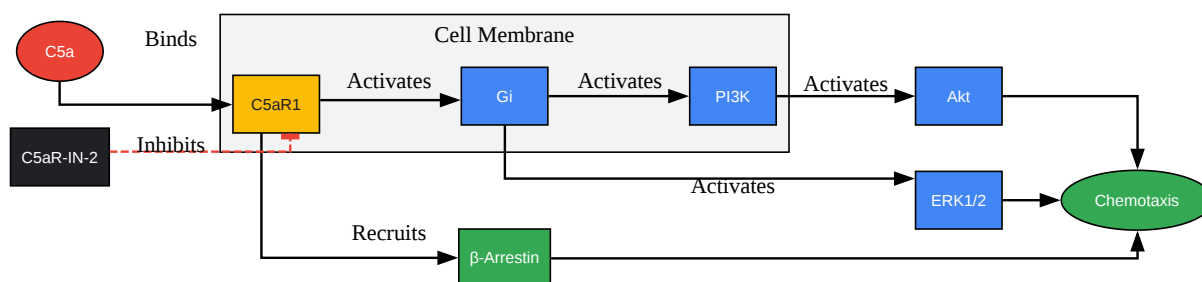 C5a
Binds
Cell Membrane
C5aR1
Activates
Gi
Activates
PI3K
Activates
Akt
C5aR-IN-2
Inhibits
Activates
ERK1/2
Chemotaxis
Recruits
β-Arrestin